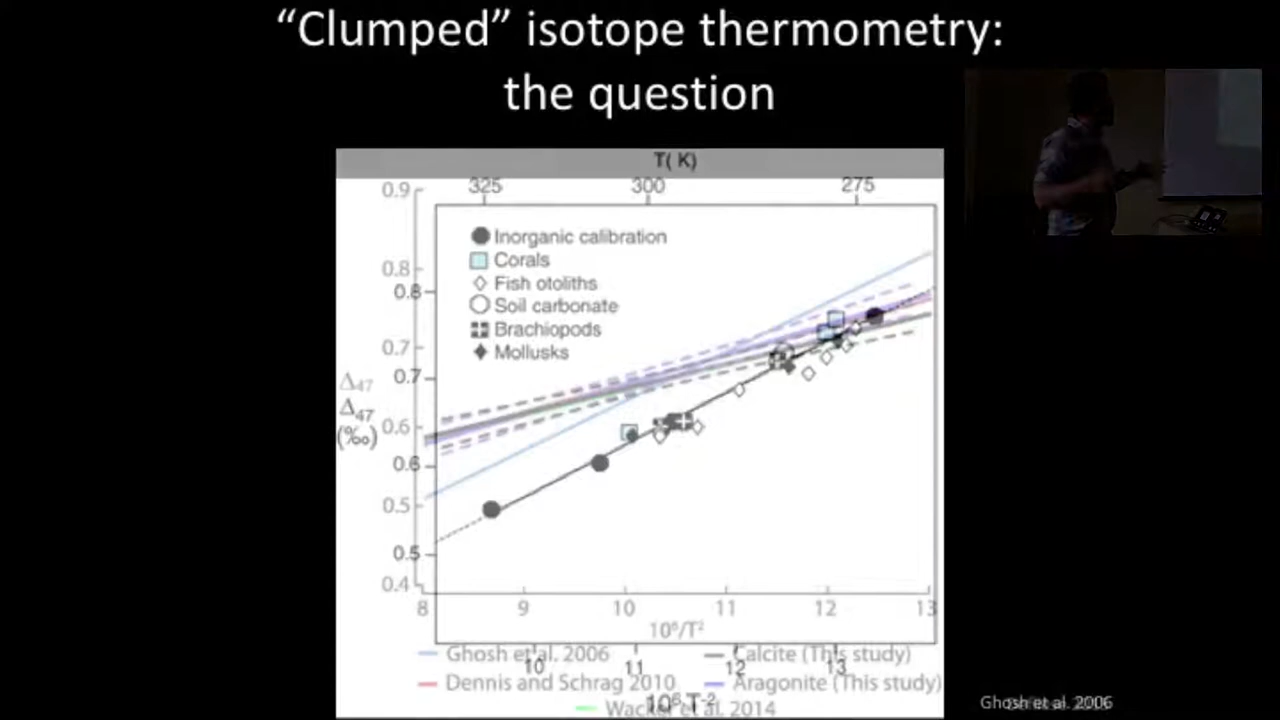 “Clumped” isotope thermometry:
the question
T( K)
325 300 275
0.9
0.8
0.8
0.7
0.7
0.6
0.6
0.5
0.5
0.4
Δ47
Δ47
(‰)
Inorganic calibration
Corals
Fish otoliths
Soil carbonate
Brachiopods
Mollusks
8 9 10 11 12 13
10⁶/T²
Ghosh et al. 2006
Calcite (This study)
10 11 12 13
Dennis and Schrag 2010
Aragonite (This study)
10⁶T⁻²
Wacker et al. 2014
Ghosh et al. 2006